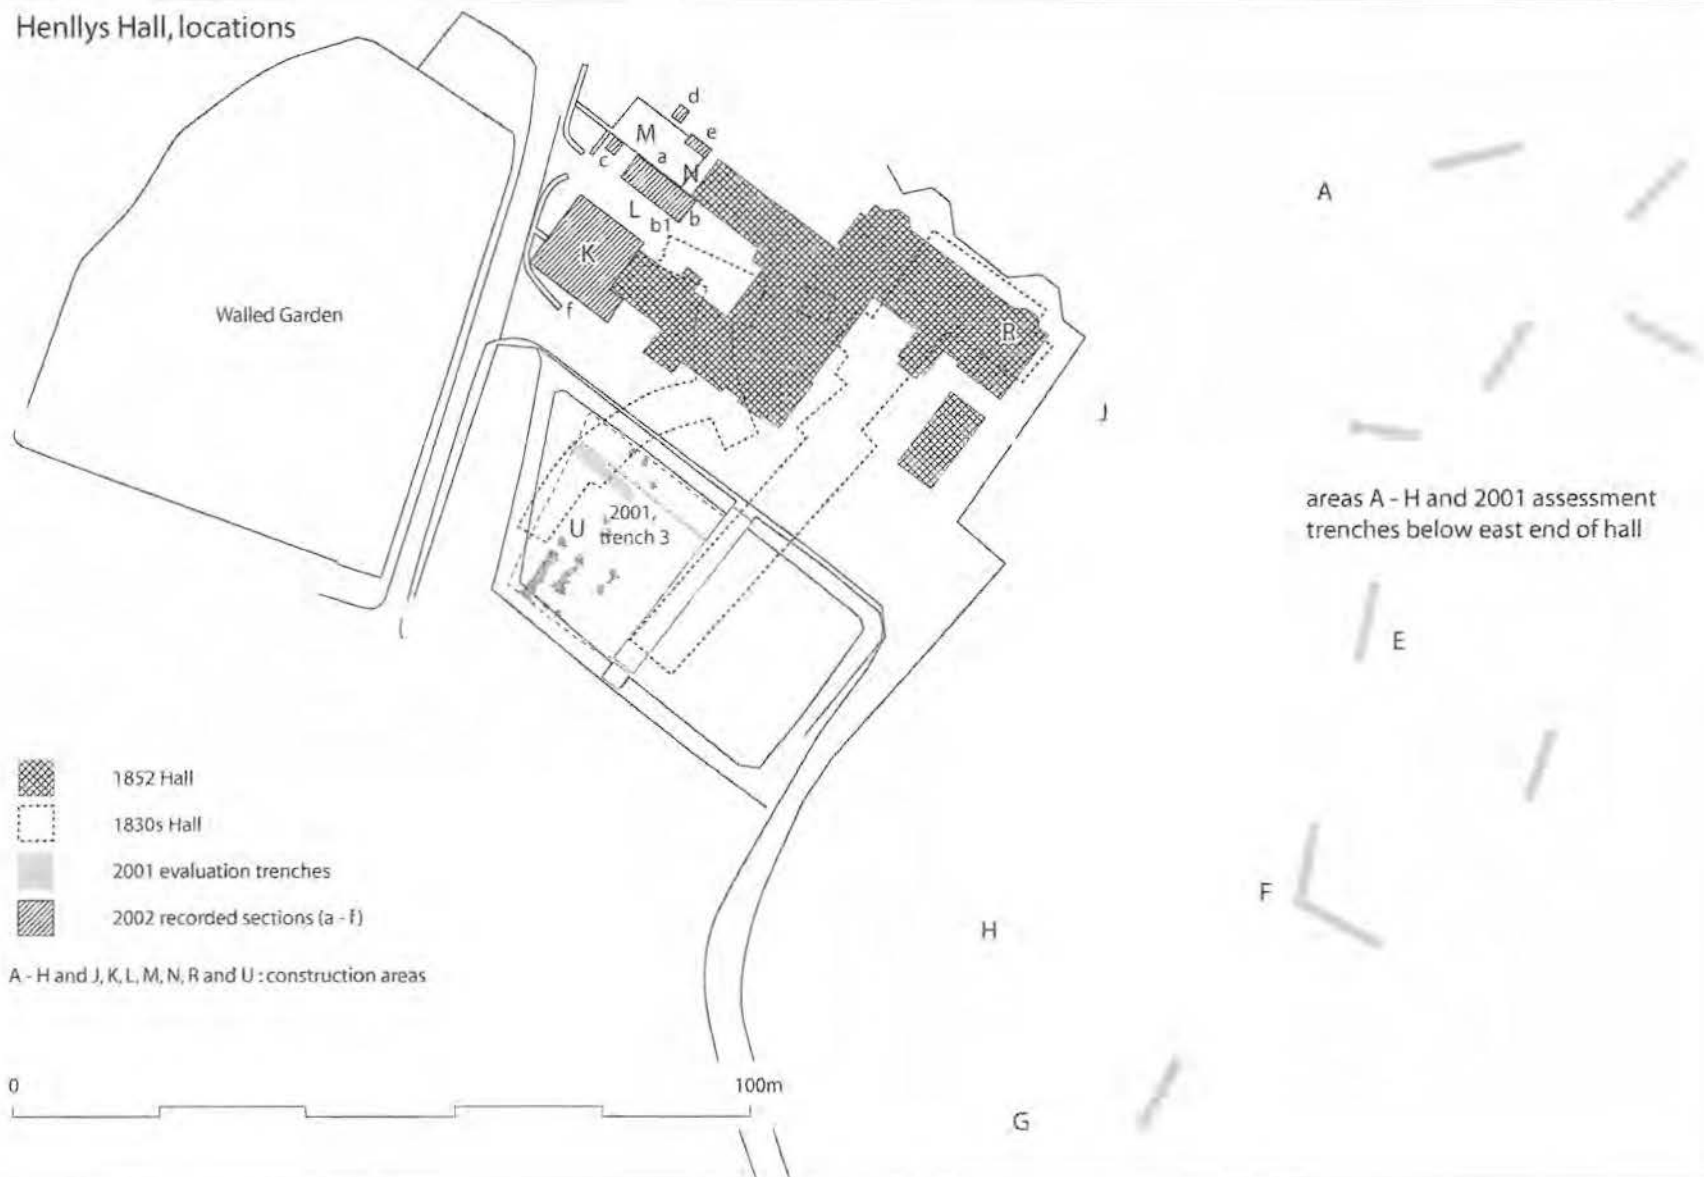 Henllys Hall, locations
d
M
e
a
c
N
L
b
b1
K
f
A
Walled Garden
R
J
U
2001,
trench 3
areas A - H and 2001 assessment
trenches below east end of hall
E
F
H
G
1852 Hall
1830s Hall
2001 evaluation trenches
2002 recorded sections (a - f)
A - H and J, K, L, M, N, R and U : construction areas
0
100m